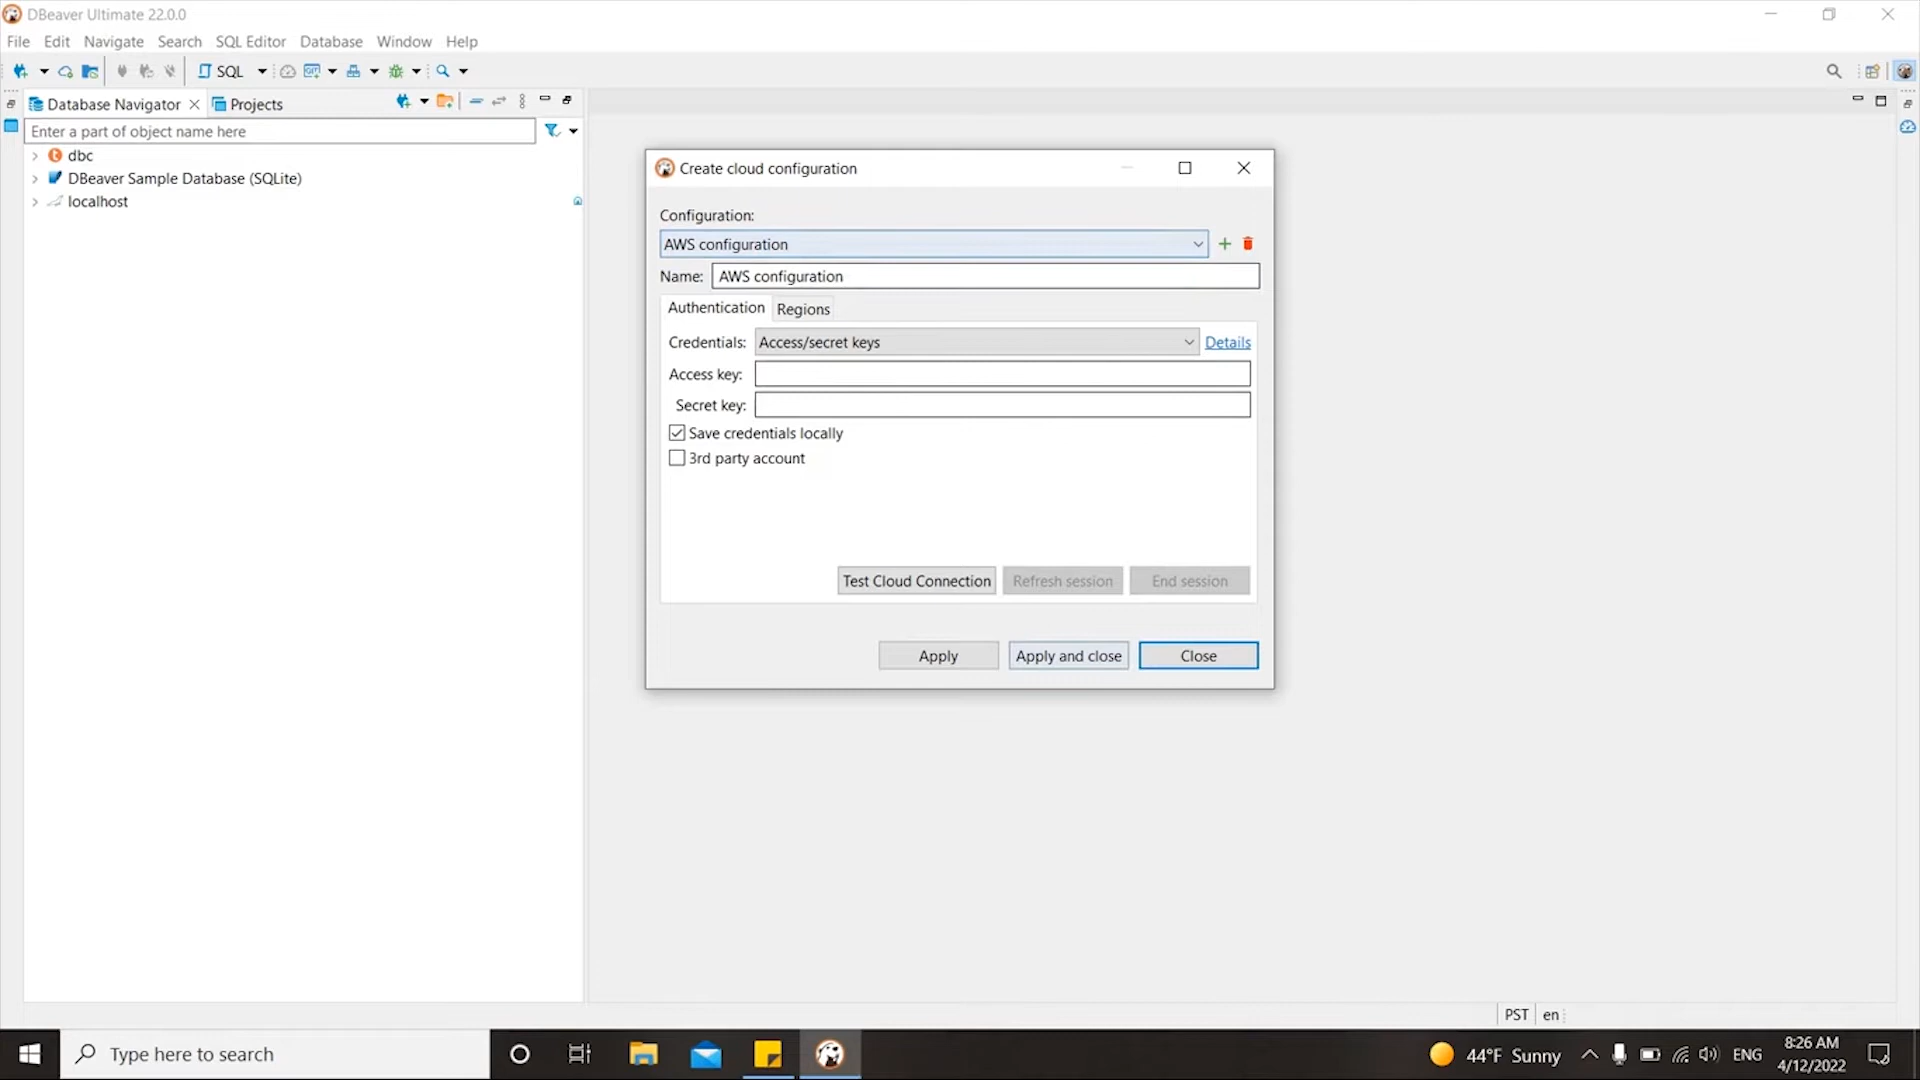 DBeaver Ultimate 22.0.0
File Edit Navigate Search SQL Editor Database Window Help
SQL
Database Navigator Projects
Enter a part of object name here
dbc
DBeaver Sample Database (SQLite)
localhost
Create cloud configuration
Configuration:
AWS configuration
Name: AWS configuration
Authentication Regions
Credentials: Access/secret keys Details
Access key:
Secret key:
Save credentials locally
3rd party account
Test Cloud Connection Refresh session End session
Apply Apply and close Close
PST en
Type here to search
44°F Sunny ENG 8:26 AM
4/12/2022